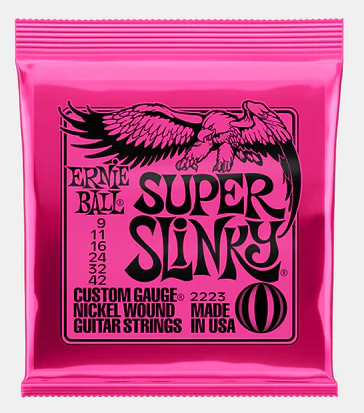 ERNIE
BALL®
SUPER
SLINKY®
9
11
16
24
32
42
CUSTOM GAUGE® 2223
NICKEL WOUND MADE
GUITAR STRINGS IN USA